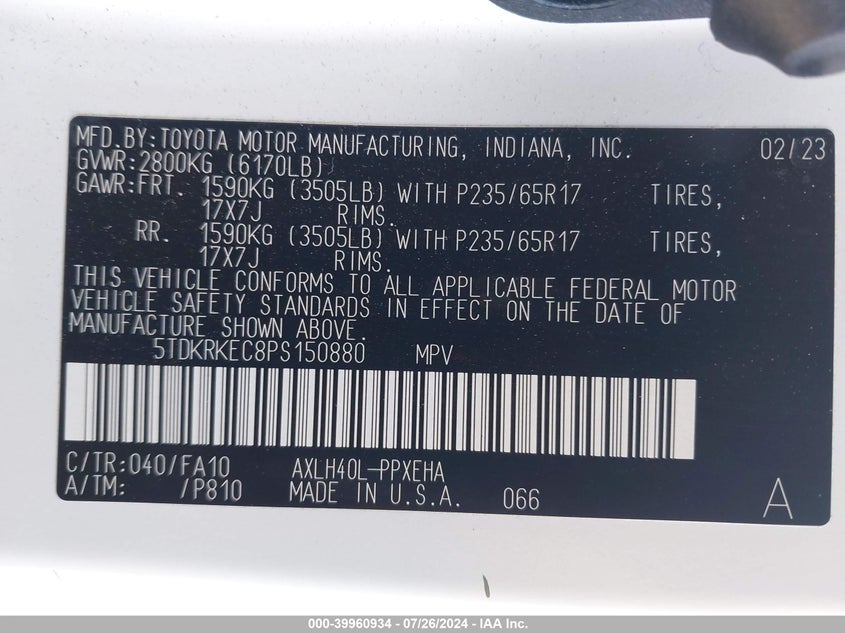 MFD.BY:TOYOTA MOTOR MANUFACTURING, INDIANA, INC. 02/23
GVWR:2800KG (6170LB)
GAWR:FRT. 1590KG (3505LB) WITH P235/65R17 TIRES,
17X7J RIMS.
RR. 1590KG (3505LB) WITH P235/65R17 TIRES,
17X7J RIMS.
THIS VEHICLE CONFORMS TO ALL APPLICABLE FEDERAL MOTOR
VEHICLE SAFETY STANDARDS IN EFFECT ON THE DATE OF
MANUFACTURE SHOWN ABOVE.
5TDKRKEC8PS150880 MPV
C/TR:040/FA10 AXLH40L-PPXEHA
A/TM: /P810 MADE IN U.S.A. 066 A
000-39960934 - 07/26/2024 - IAA Inc.